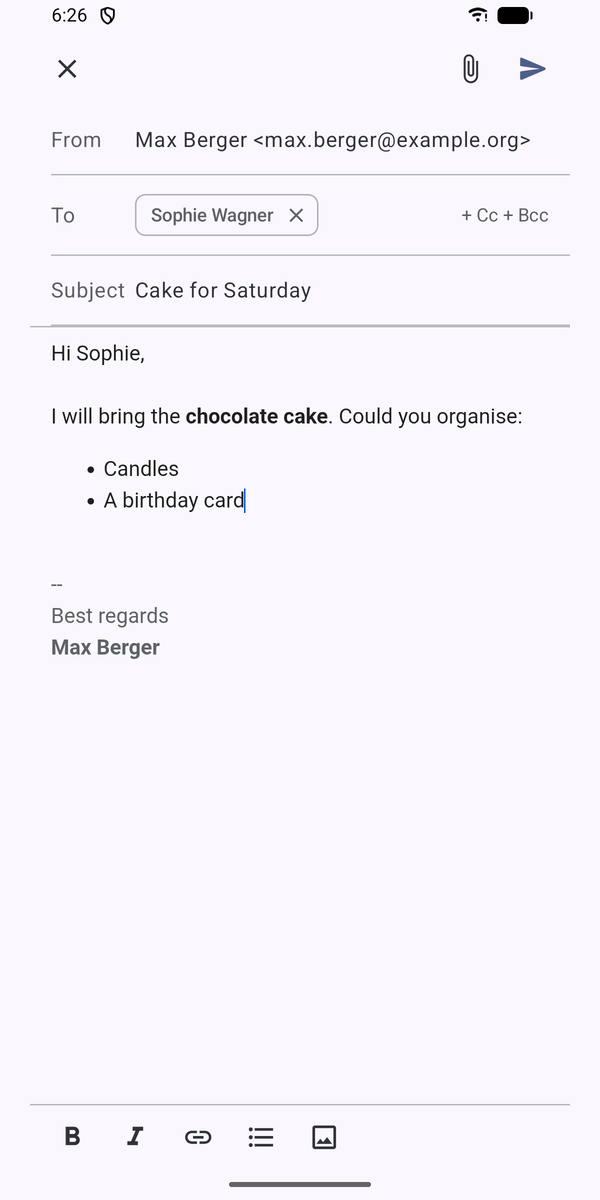 6:26
From Max Berger <max.berger@example.org>
To Sophie Wagner + Cc + Bcc
Subject Cake for Saturday
Hi Sophie,
I will bring the chocolate cake. Could you organise:
• Candles
• A birthday card
--
Best regards
Max Berger
B I